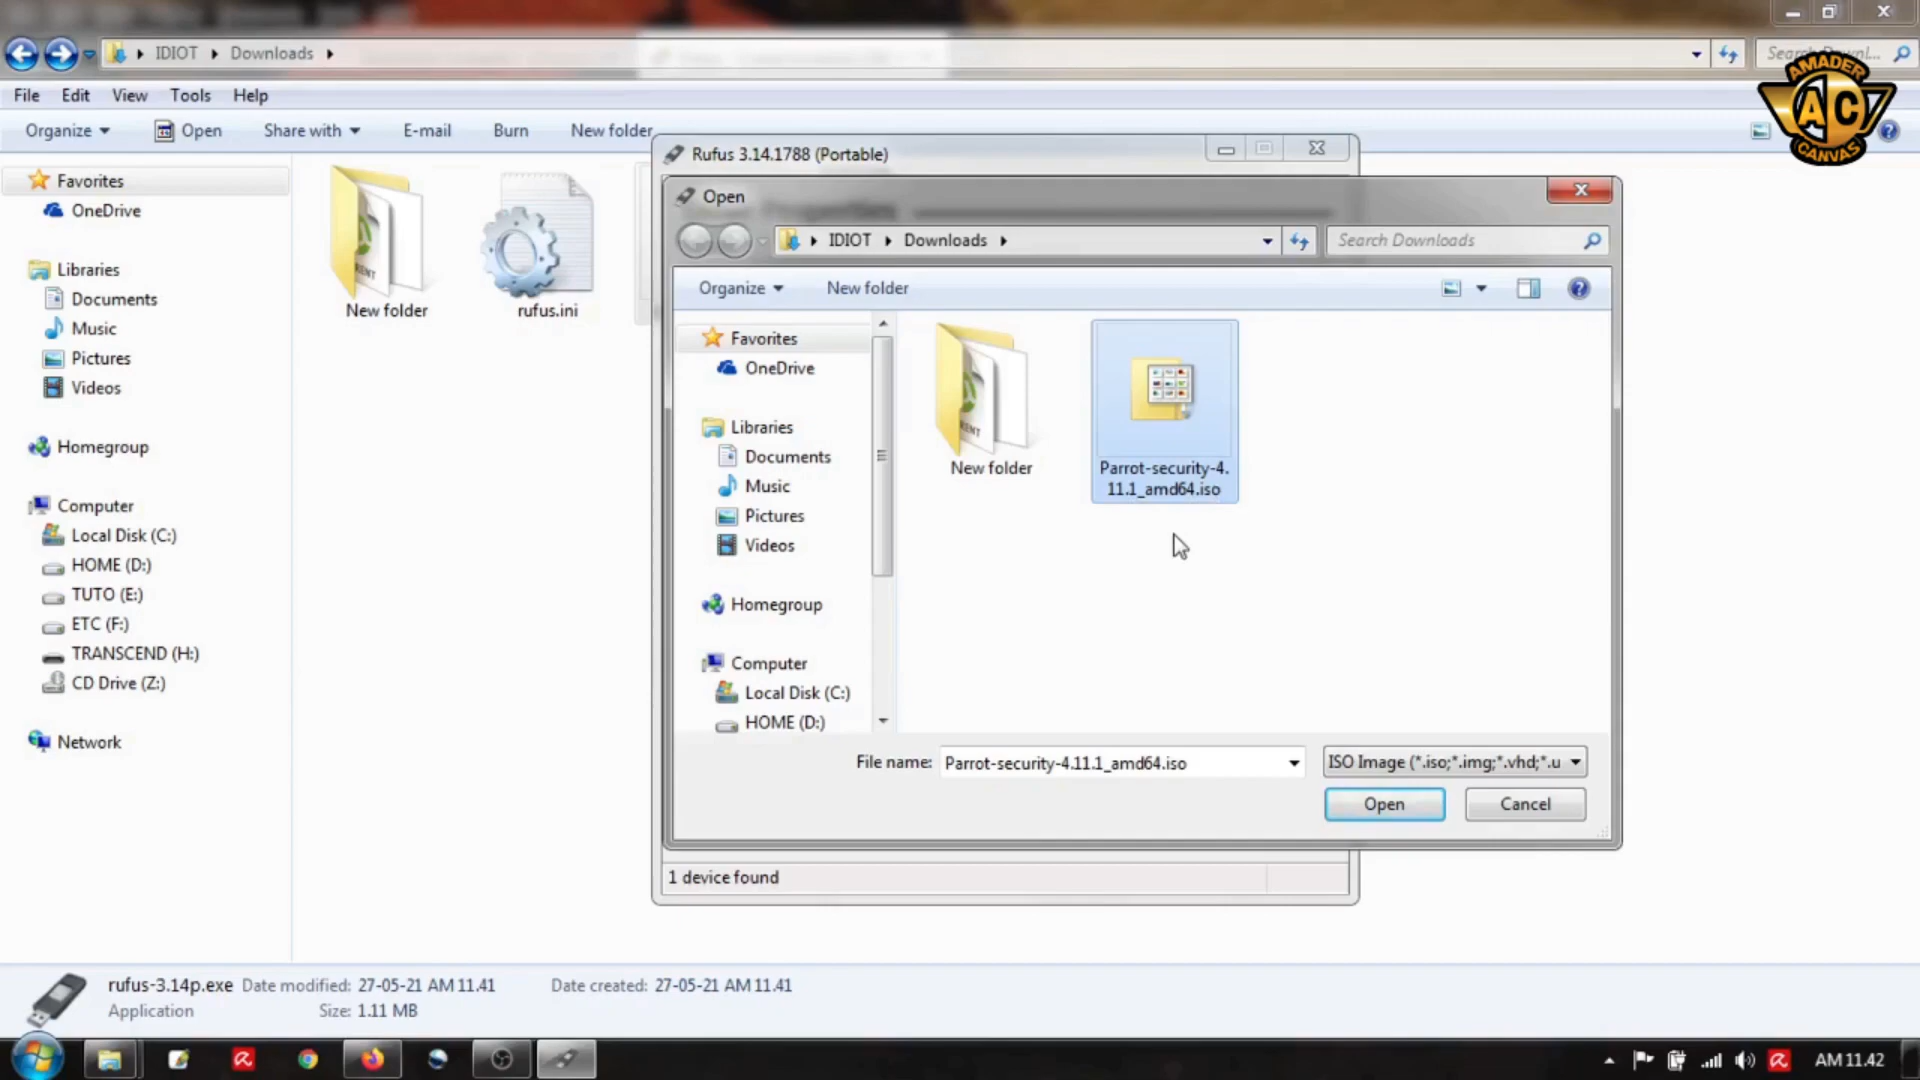 IDIOT Downloads
Search Downl...
AMADER
AC
CANVAS
File Edit View Tools Help
Organize Open Share with E-mail Burn New folder
Favorites
OneDrive
Libraries
Documents
Music
Pictures
Videos
Homegroup
Computer
Local Disk (C:)
HOME (D:)
TUTO (E:)
ETC (F:)
TRANSCEND (H:)
CD Drive (Z:)
Network
New folder
rufus.ini
Rufus 3.14.1788 (Portable)
Open
IDIOT Downloads
Search Downloads
Organize New folder
Favorites
OneDrive
Libraries
Documents
Music
Pictures
Videos
Homegroup
Computer
Local Disk (C:)
HOME (D:)
New folder
Parrot-security-4.
11.1_amd64.iso
File name: Parrot-security-4.11.1_amd64.iso
ISO Image (*.iso;*.img;*.vhd;*.u
Open Cancel
1 device found
rufus-3.14p.exe Date modified: 27-05-21 AM 11.41 Date created: 27-05-21 AM 11.41
Application Size: 1.11 MB
AM 11.42